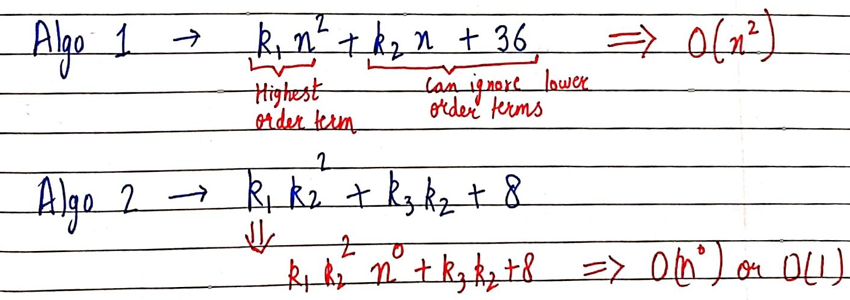 Algo 1 → k₁n² + k₂n + 36 ⟹ O(n²)
Highest order term
can ignore lower order terms
Algo 2 → k₁k₂² + k₃k₂ + 8
⇓
k₁k₂²n⁰ + k₃k₂ + 8 ⟹ O(n⁰) or O(1)